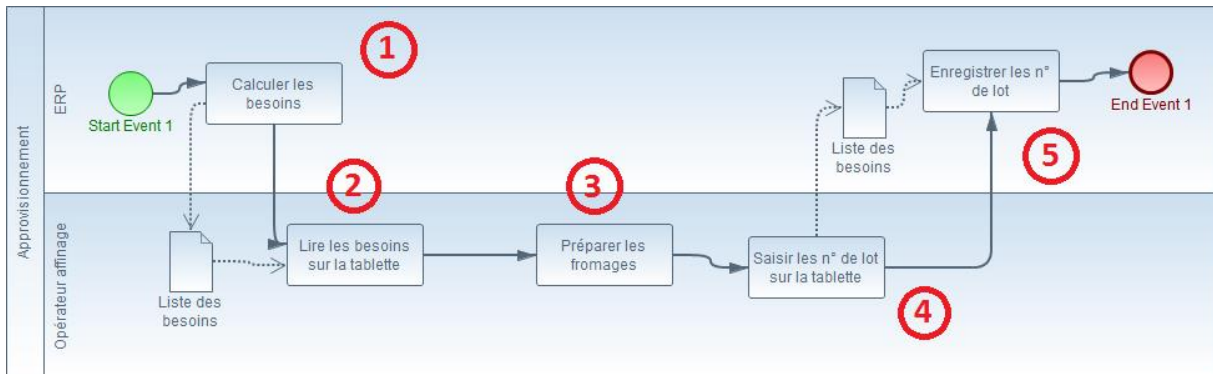 Approvisionnement
ERP
Start Event 1
Calculer les
besoins
1
Liste des
besoins
Enregistrer les n°
de lot
End Event 1
5
Opérateur affinage
Liste des
besoins
2
Lire les besoins
sur la tablette
3
Préparer les
fromages
Saisir les n° de lot
sur la tablette
4